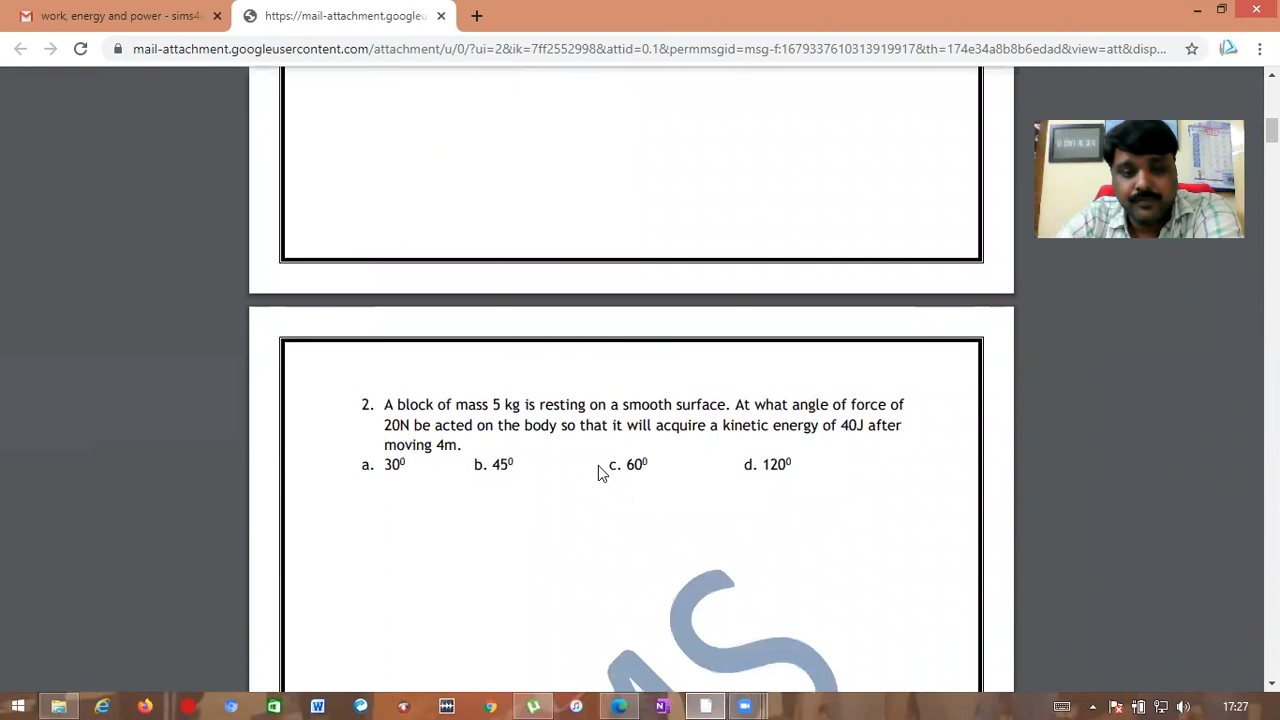 work, energy and power - sims4
https://mail-attachment.googleu
mail-attachment.googleusercontent.com/attachment/u/0/?ui=2&ik=7ff2552998&attid=0.1&permmsgid=msg-f:1679337610313919917&th=174e34a8b8b6edad&view=att&disp...
2. A block of mass 5 kg is resting on a smooth surface. At what angle of force of
20N be acted on the body so that it will acquire a kinetic energy of 40J after
moving 4m.
a. 30⁰ b. 45⁰ c. 60⁰ d. 120⁰
MS
17:27